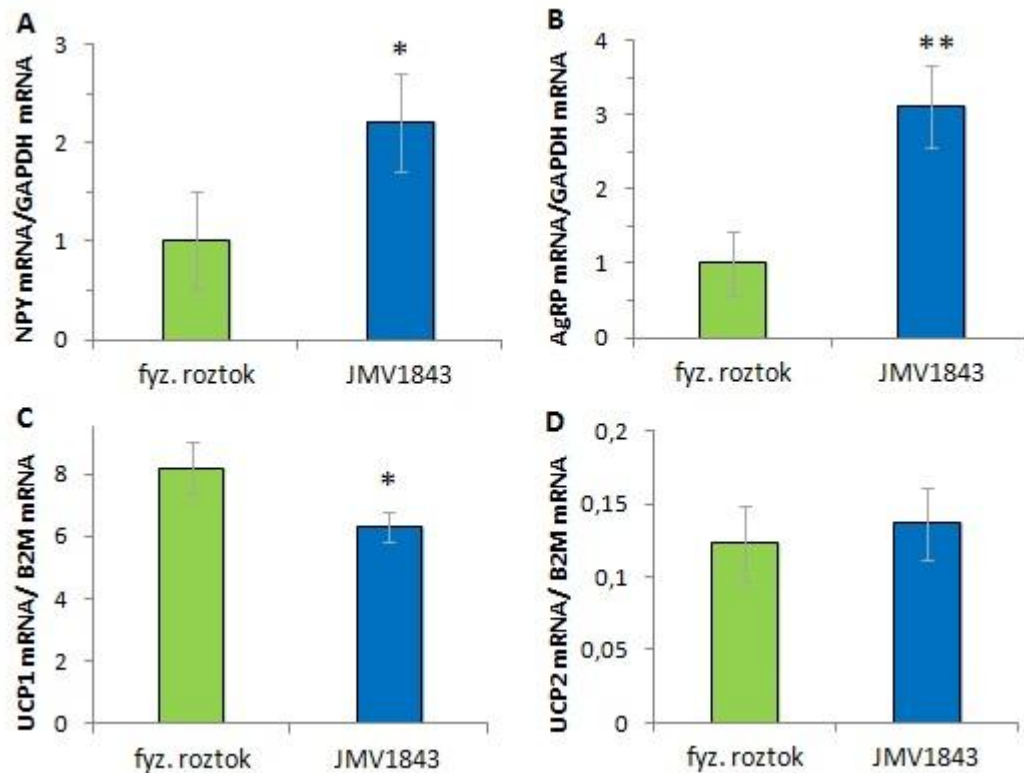 A
NPY mRNA/GAPDH mRNA
3
2
1
0
*
fyz. roztok
JMV1843
B
AgRP mRNA/GAPDH mRNA
4
3
2
1
0
**
fyz. roztok
JMV1843
C
UCP1 mRNA/ B2M mRNA
8
6
4
2
0
*
fyz. roztok
JMV1843
D
UCP2 mRNA/ B2M mRNA
0,2
0,15
0,1
0,05
0
fyz. roztok
JMV1843